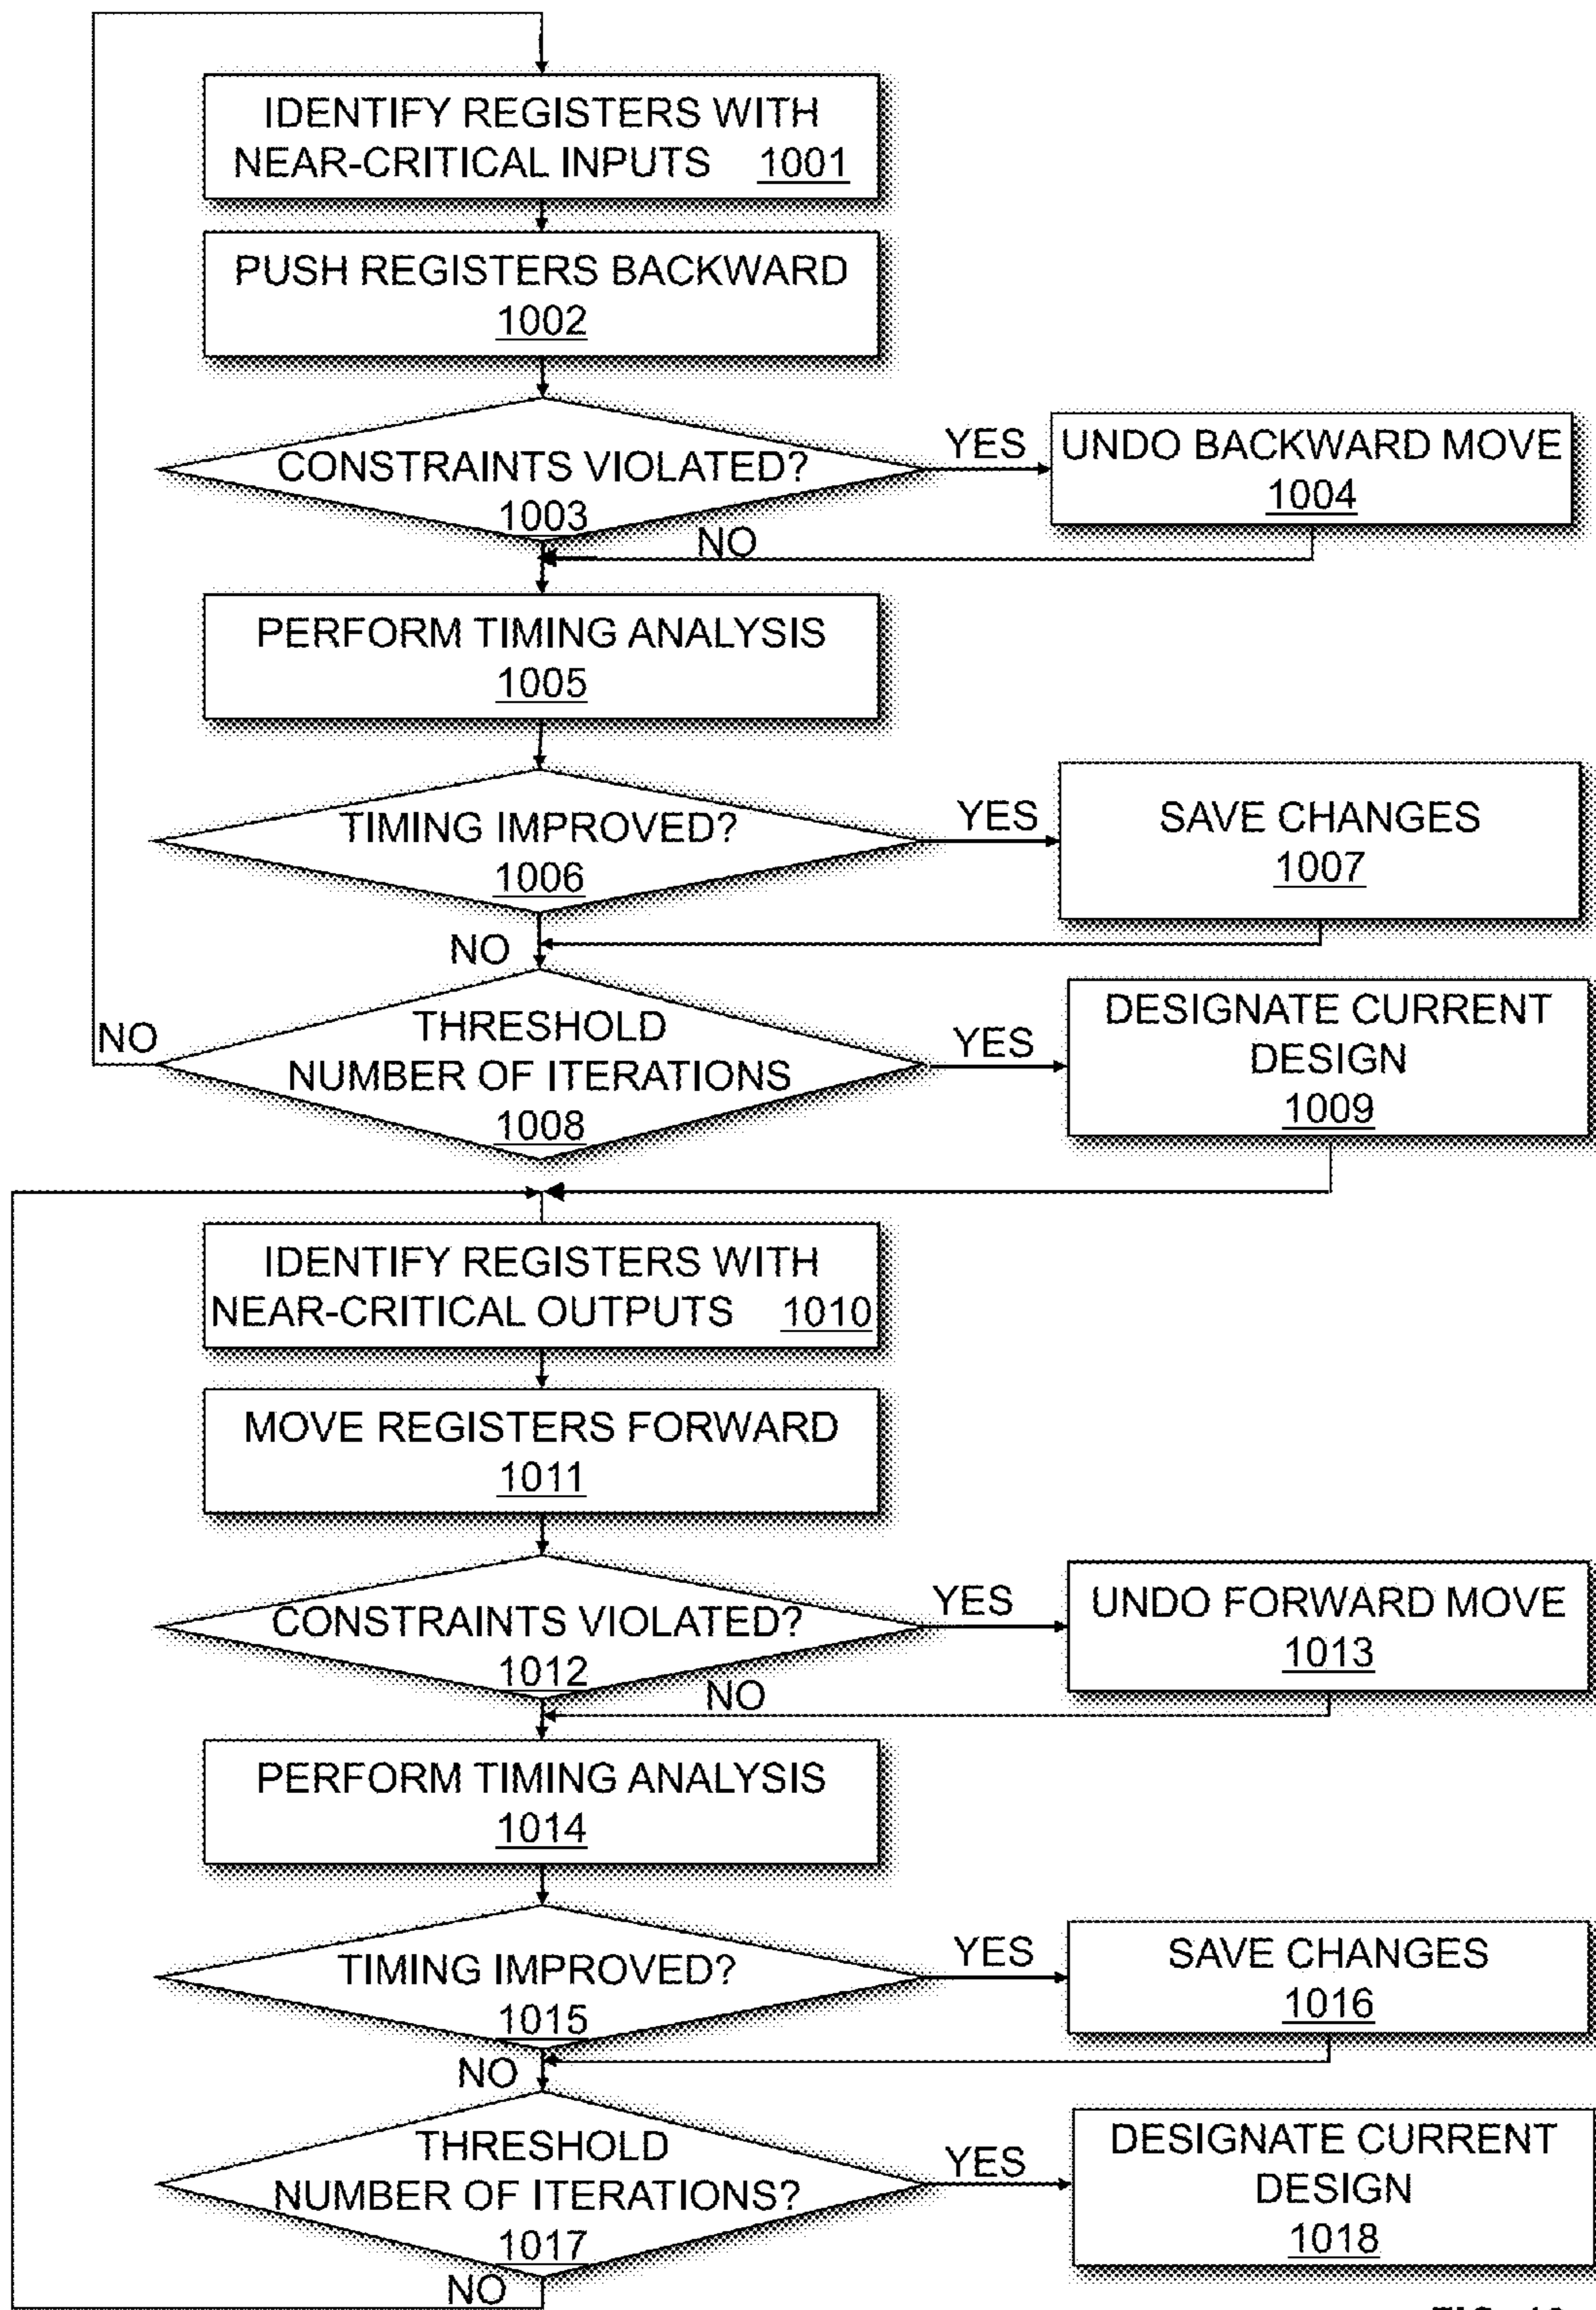 IDENTIFY REGISTERS WITH
NEAR-CRITICAL INPUTS 1001
PUSH REGISTERS BACKWARD
1002
CONSTRAINTS VIOLATED?
1003
YES
UNDO BACKWARD MOVE
1004
NO
PERFORM TIMING ANALYSIS
1005
TIMING IMPROVED?
1006
YES
SAVE CHANGES
1007
NO
THRESHOLD
NUMBER OF ITERATIONS
1008
NO
YES
DESIGNATE CURRENT
DESIGN
1009
IDENTIFY REGISTERS WITH
NEAR-CRITICAL OUTPUTS 1010
MOVE REGISTERS FORWARD
1011
CONSTRAINTS VIOLATED?
1012
YES
UNDO FORWARD MOVE
1013
NO
PERFORM TIMING ANALYSIS
1014
TIMING IMPROVED?
1015
YES
SAVE CHANGES
1016
NO
THRESHOLD
NUMBER OF ITERATIONS?
1017
YES
DESIGNATE CURRENT
DESIGN
1018
NO